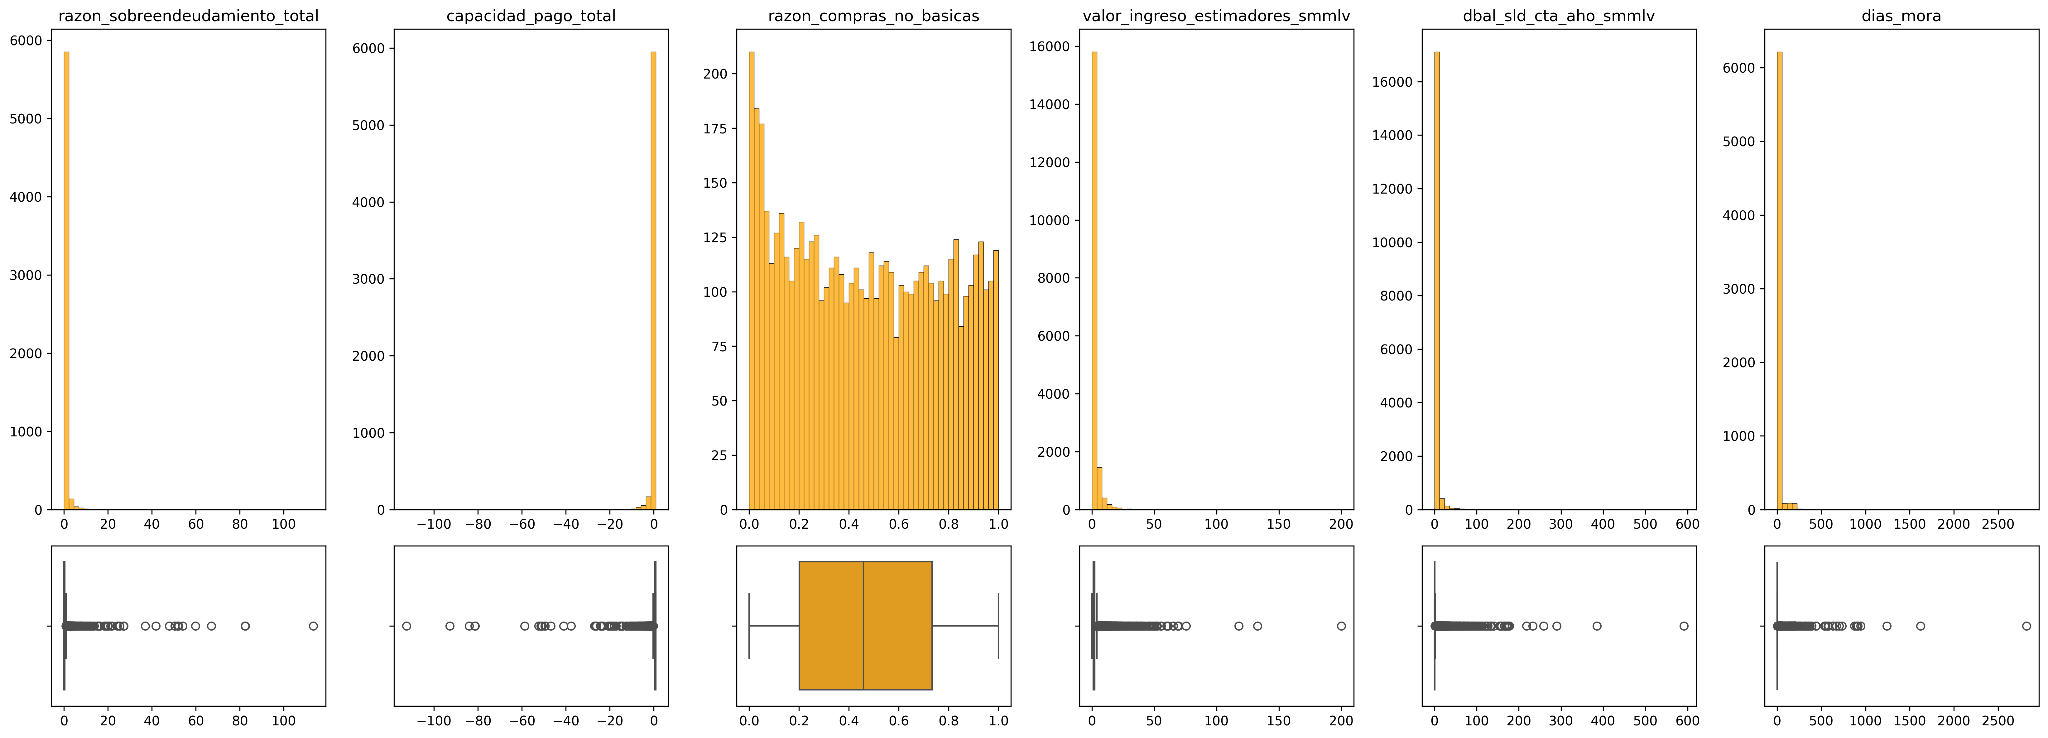 razon_sobreendeudamiento_total
6000
5000
4000
3000
2000
1000
0
0 20 40 60 80 100
0 20 40 60 80 100
capacidad_pago_total
6000
5000
4000
3000
2000
1000
0
−100 −80 −60 −40 −20 0
−100 −80 −60 −40 −20 0
razon_compras_no_basicas
200
175
150
125
100
75
50
25
0
0.0 0.2 0.4 0.6 0.8 1.0
0.0 0.2 0.4 0.6 0.8 1.0
valor_ingreso_estimadores_smmlv
16000
14000
12000
10000
8000
6000
4000
2000
0
0 50 100 150 200
0 50 100 150 200
dbal_sld_cta_aho_smmlv
16000
14000
12000
10000
8000
6000
4000
2000
0
0 100 200 300 400 500 600
0 100 200 300 400 500 600
dias_mora
6000
5000
4000
3000
2000
1000
0
0 500 1000 1500 2000 2500
0 500 1000 1500 2000 2500